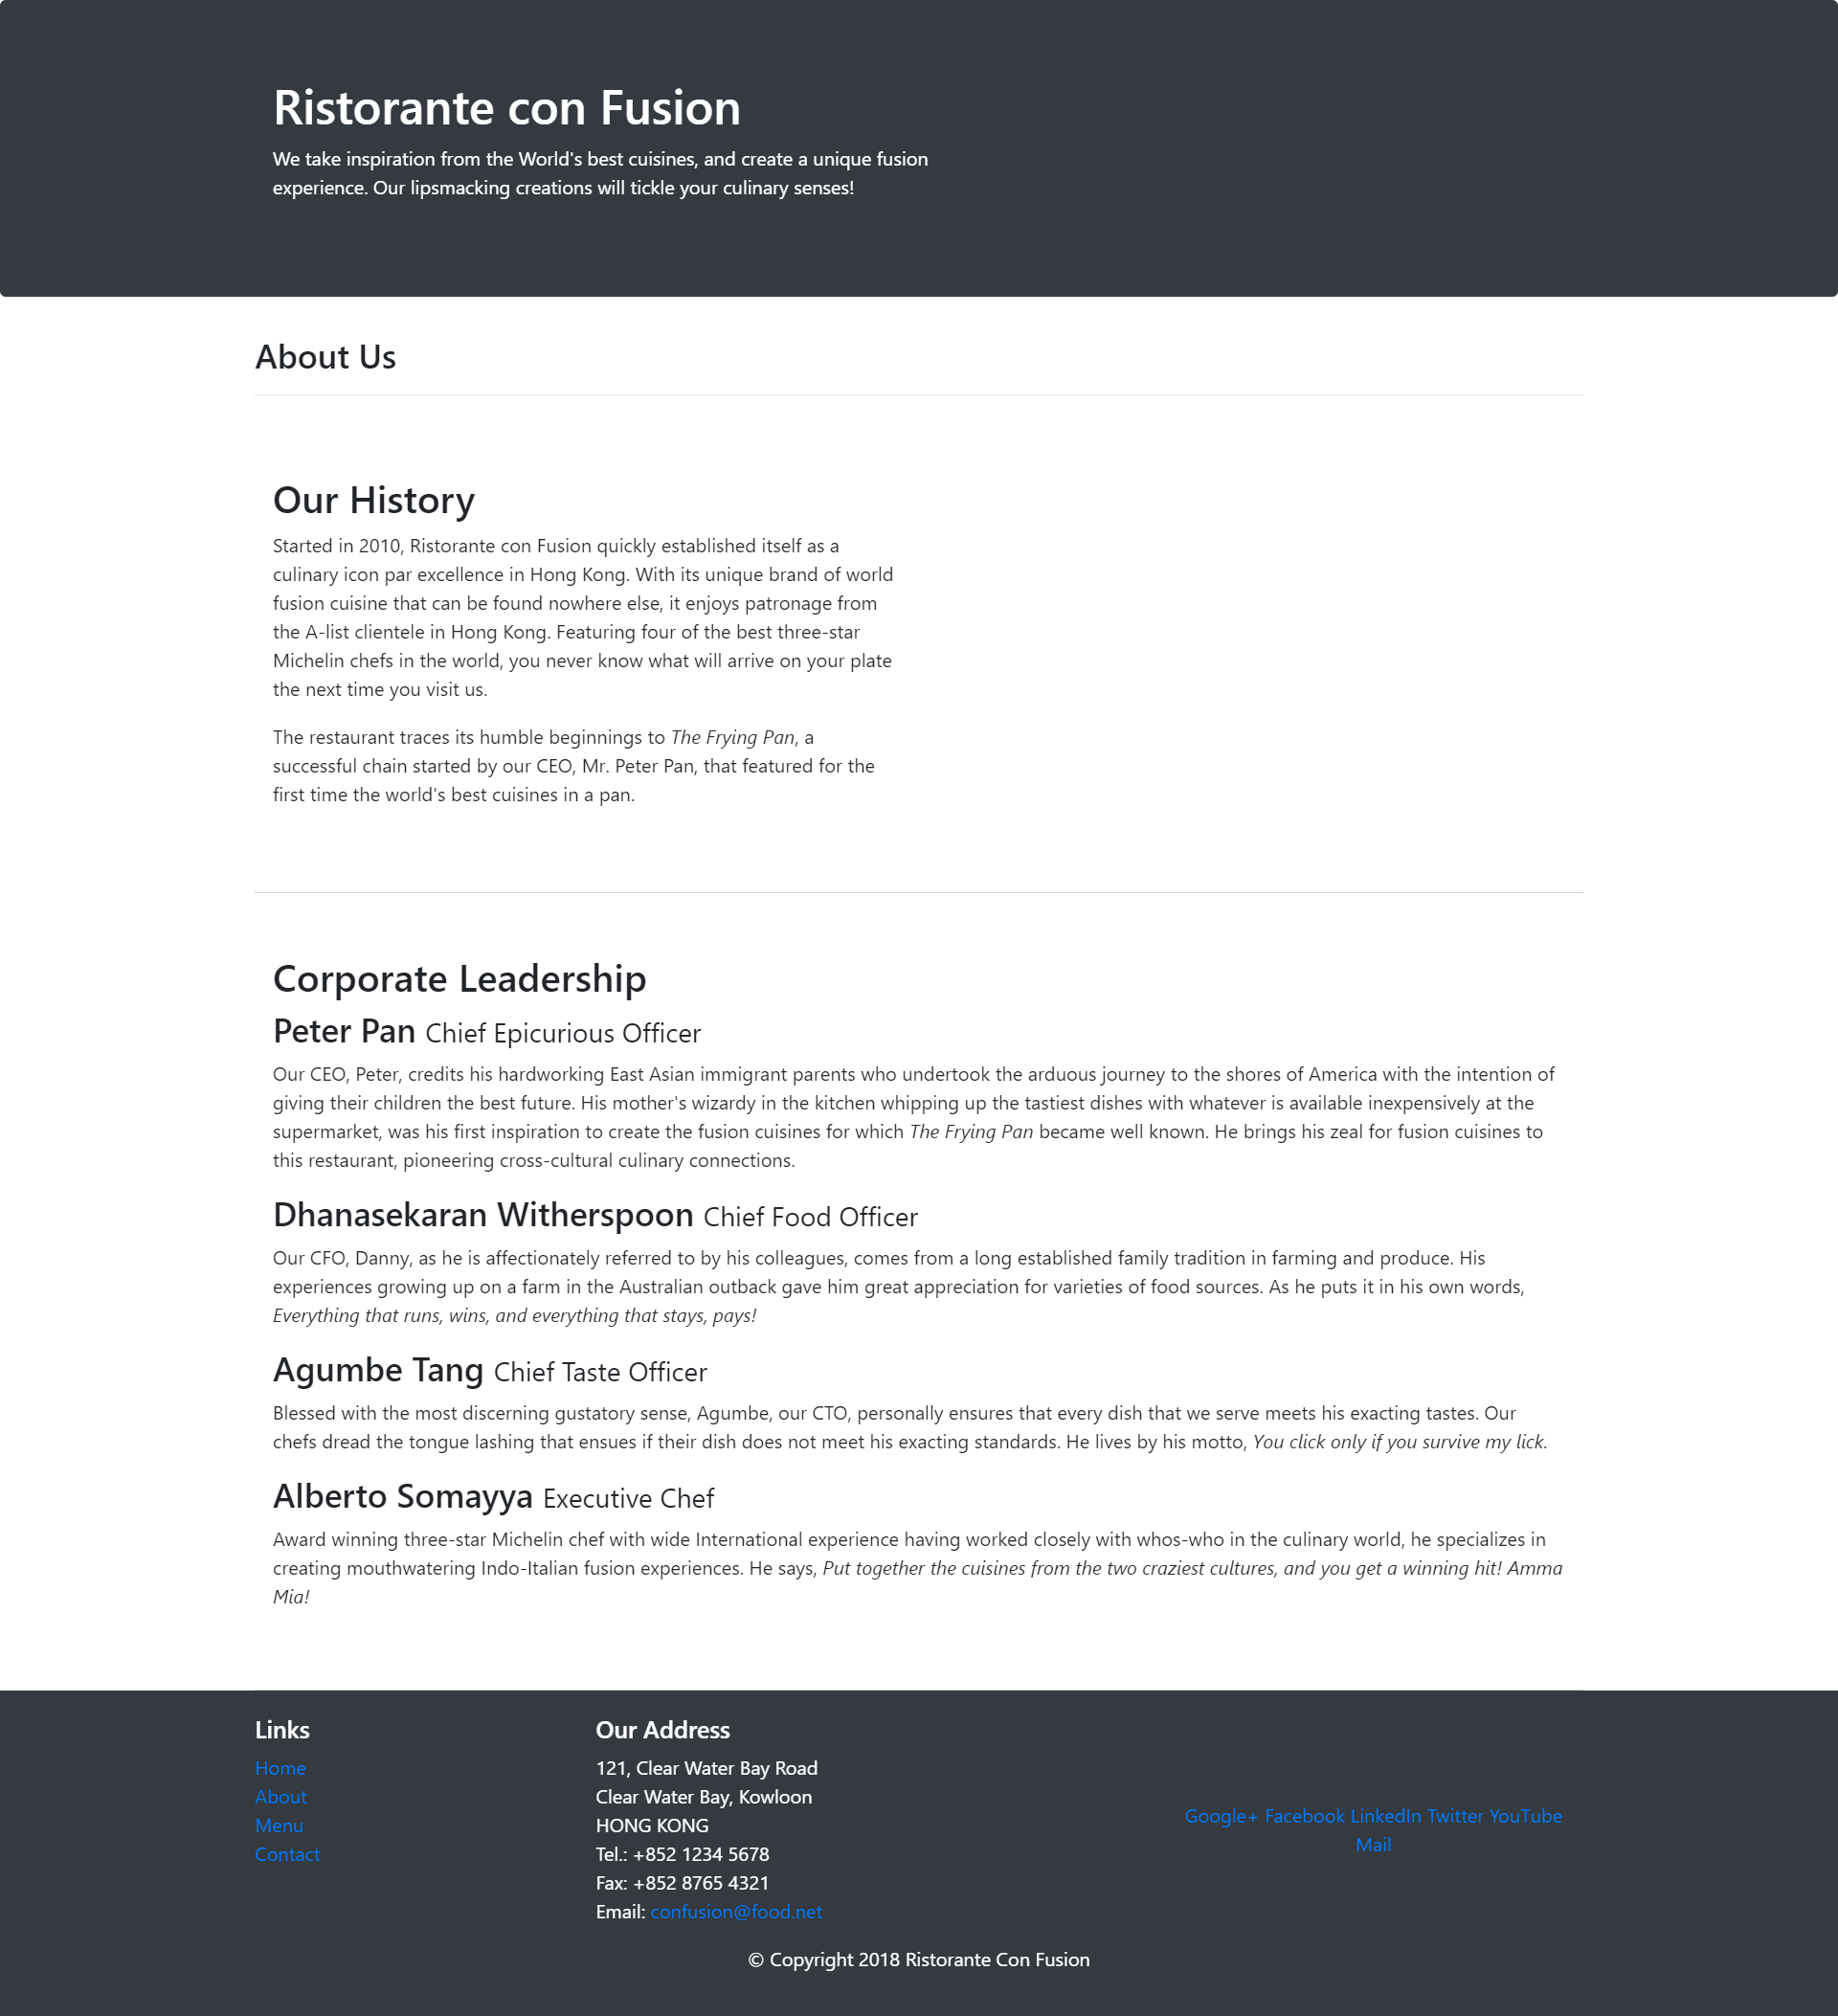 Ristorante con Fusion
We take inspiration from the World's best cuisines, and create a unique fusion
experience. Our lipsmacking creations will tickle your culinary senses!
About Us
Our History
Started in 2010, Ristorante con Fusion quickly established itself as a
culinary icon par excellence in Hong Kong. With its unique brand of world
fusion cuisine that can be found nowhere else, it enjoys patronage from
the A-list clientele in Hong Kong. Featuring four of the best three-star
Michelin chefs in the world, you never know what will arrive on your plate
the next time you visit us.
The restaurant traces its humble beginnings to The Frying Pan, a
successful chain started by our CEO, Mr. Peter Pan, that featured for the
first time the world's best cuisines in a pan.
Corporate Leadership
Peter Pan Chief Epicurious Officer
Our CEO, Peter, credits his hardworking East Asian immigrant parents who undertook the arduous journey to the shores of America with the intention of
giving their children the best future. His mother's wizardy in the kitchen whipping up the tastiest dishes with whatever is available inexpensively at the
supermarket, was his first inspiration to create the fusion cuisines for which The Frying Pan became well known. He brings his zeal for fusion cuisines to
this restaurant, pioneering cross-cultural culinary connections.
Dhanasekaran Witherspoon Chief Food Officer
Our CFO, Danny, as he is affectionately referred to by his colleagues, comes from a long established family tradition in farming and produce. His
experiences growing up on a farm in the Australian outback gave him great appreciation for varieties of food sources. As he puts it in his own words,
Everything that runs, wins, and everything that stays, pays!
Agumbe Tang Chief Taste Officer
Blessed with the most discerning gustatory sense, Agumbe, our CTO, personally ensures that every dish that we serve meets his exacting tastes. Our
chefs dread the tongue lashing that ensues if their dish does not meet his exacting standards. He lives by his motto, You click only if you survive my lick.
Alberto Somayya Executive Chef
Award winning three-star Michelin chef with wide International experience having worked closely with whos-who in the culinary world, he specializes in
creating mouthwatering Indo-Italian fusion experiences. He says, Put together the cuisines from the two craziest cultures, and you get a winning hit! Amma
Mia!
Links
Home
About
Menu
Contact
Our Address
121, Clear Water Bay Road
Clear Water Bay, Kowloon
HONG KONG
Tel.: +852 1234 5678
Fax: +852 8765 4321
Email: confusion@food.net
Google+ Facebook LinkedIn Twitter YouTube
Mail
© Copyright 2018 Ristorante Con Fusion